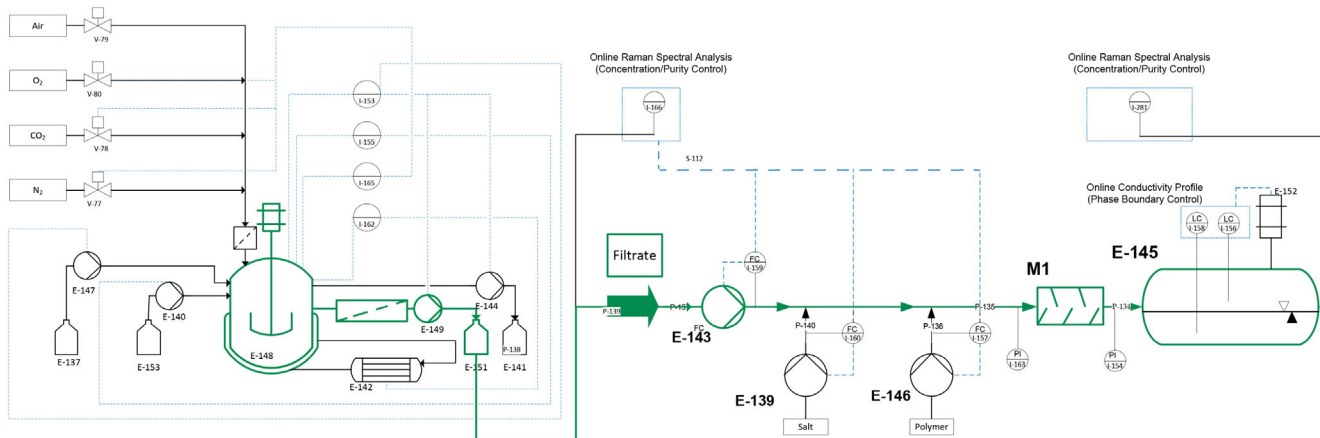 Air
V-79
O₂
V-80
CO₂
V-78
N₂
V-77
I-153
I-155
I-165
I-162
E-147
E-140
E-137
E-153
E-148
E-142
E-149
E-144
E-151
P-138
E-141
Online Raman Spectral Analysis
(Concentration/Purity Control)
I-166
S-112
Filtrate
P-139
FC
E-143
FC
I-159
P-140
FC
I-160
E-139
Salt
P-136
FC
I-157
E-146
Polymer
P-135
PI
I-163
M1
P-134
PI
I-154
Online Raman Spectral Analysis
(Concentration/Purity Control)
I-281
Online Conductivity Profile
(Phase Boundary Control)
E-152
LC
I-158
LC
I-156
E-145